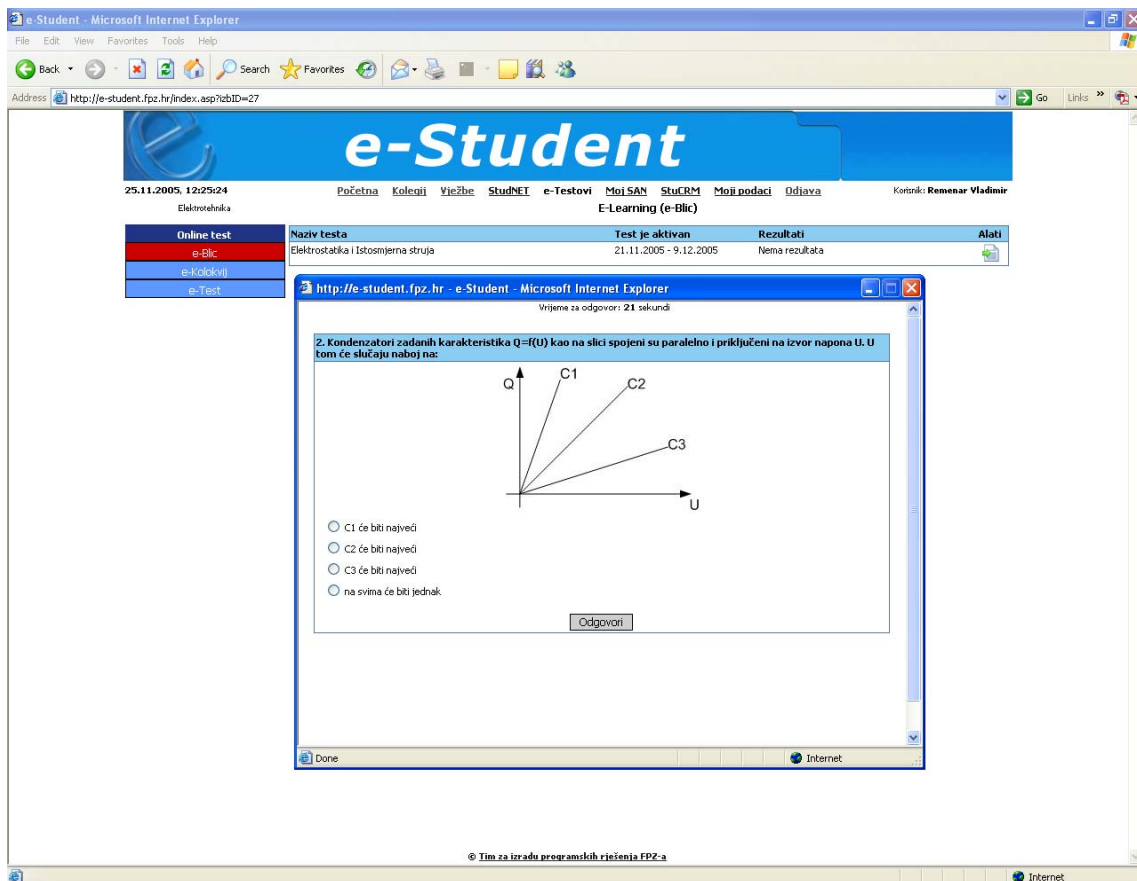 e-Student - Microsoft Internet Explorer
File Edit View Favorites Tools Help
Back Search Favorites
Address http://e-student.fpz.hr/index.asp?izbID=27 Go Links »
e-Student
25.11.2005, 12:25:24 Početna Kolegij Vježbe StudNET e-Testovi Moj SAN StuCRM Moji podaci Odjava Korisnik: Remenar Vladimir
Elektrotehnika E-Learning (e-Blic)
Online test Naziv testa Test je aktivan Rezultati Alati
e-Blic Elektrostatika i Istosmjerna struja 21.11.2005 - 9.12.2005 Nema rezultata
e-Kolokvij
e-Test
http://e-student.fpz.hr - e-Student - Microsoft Internet Explorer
Vrijeme za odgovor: 21 sekundi
2. Kondenzatori zadanih karakteristika Q=f(U) kao na slici spojeni su paralelno i priključeni na izvor napona U. U
tom će slučaju naboj na:
Q C1 C2
C3
U
C1 će biti najveći
C2 će biti najveći
C3 će biti najveći
na svima će biti jednak
Odgovori
Done Internet
© Tim za izradu programskih rješenja FPZ-a
Internet